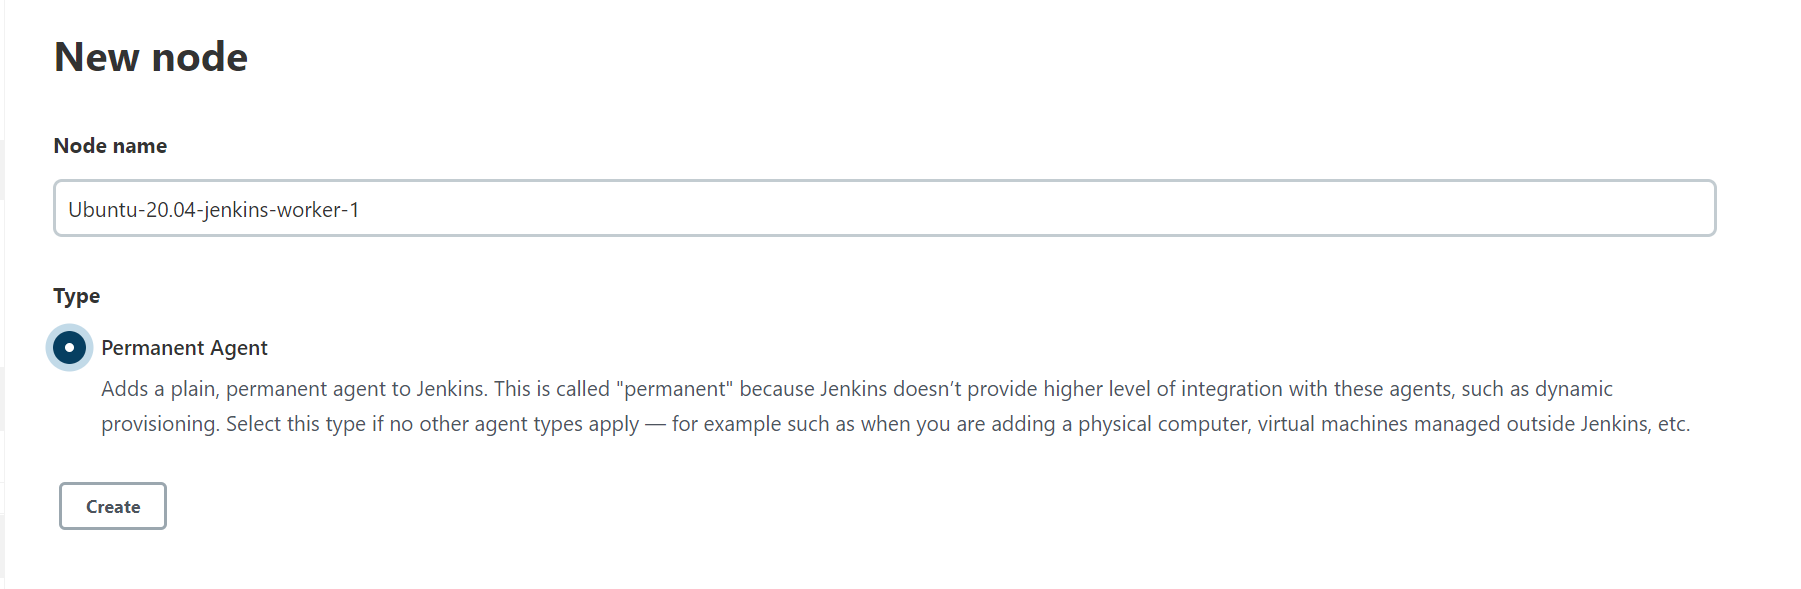 New node
Node name
Ubuntu-20.04-jenkins-worker-1
Type
Permanent Agent
Adds a plain, permanent agent to Jenkins. This is called "permanent" because Jenkins doesn’t provide higher level of integration with these agents, such as dynamic
provisioning. Select this type if no other agent types apply — for example such as when you are adding a physical computer, virtual machines managed outside Jenkins, etc.
Create